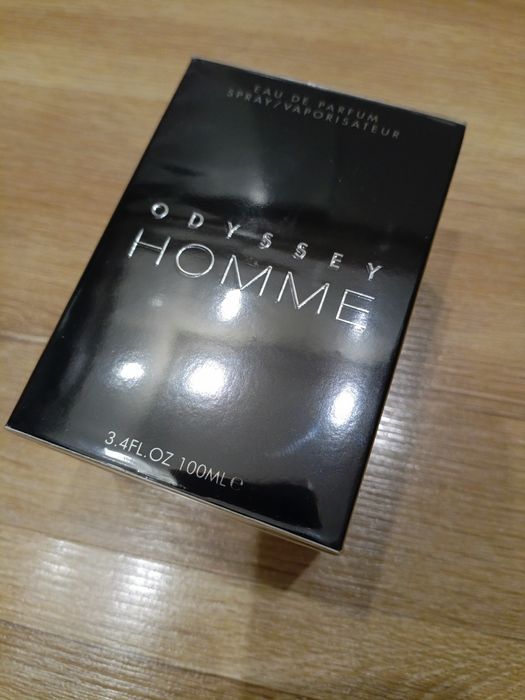 EAU DE PARFUM
SPRAY/VAPORISATEUR
ODYSSEY
HOMME
3.4FL.OZ 100ML℮